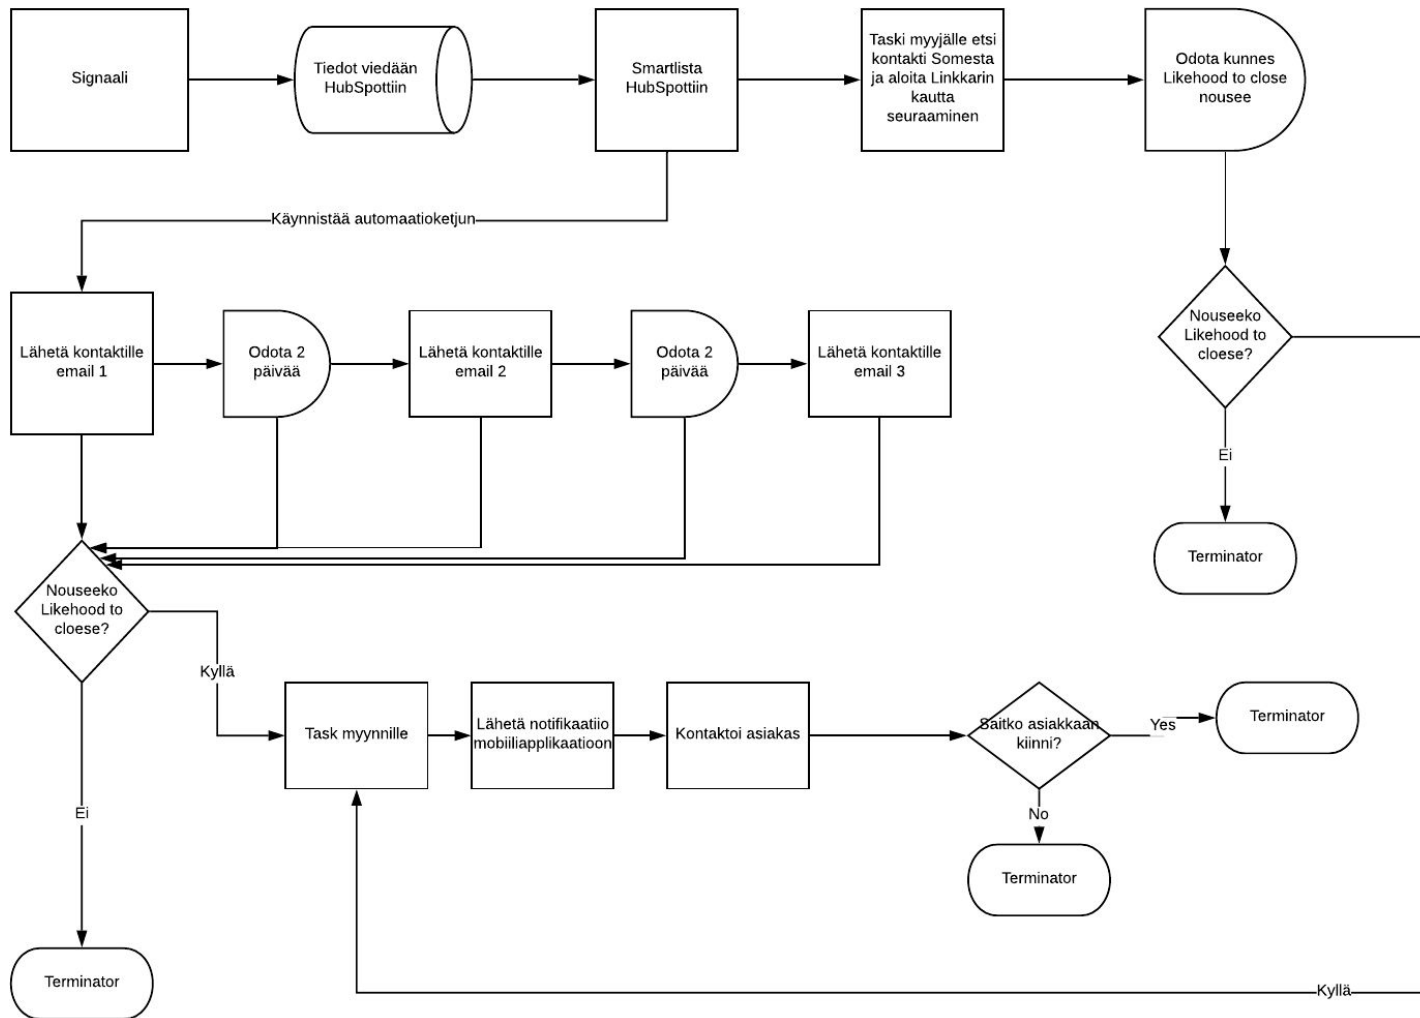 Signaali
Tiedot viedään
HubSpottiin
Smartlista
HubSpottiin
Taski myyjälle etsi
kontakti Somesta
ja aloita Linkkarin
kautta
seuraaminen
Odota kunnes
Likehood to close
nousee
Käynnistää automaatioketjun
Nouseeko
Likehood to
cloese?
Lähetä kontaktille
email 1
Odota 2
päivää
Lähetä kontaktille
email 2
Odota 2
päivää
Lähetä kontaktille
email 3
Ei
Terminator
Nouseeko
Likehood to
cloese?
Kyllä
Task myynnille
Lähetä notifikaatiio
mobiiliapplikaatioon
Kontaktoi asiakas
Saitko asiakkaan
kiinni?
Yes
Terminator
No
Terminator
Ei
Terminator
Kyllä